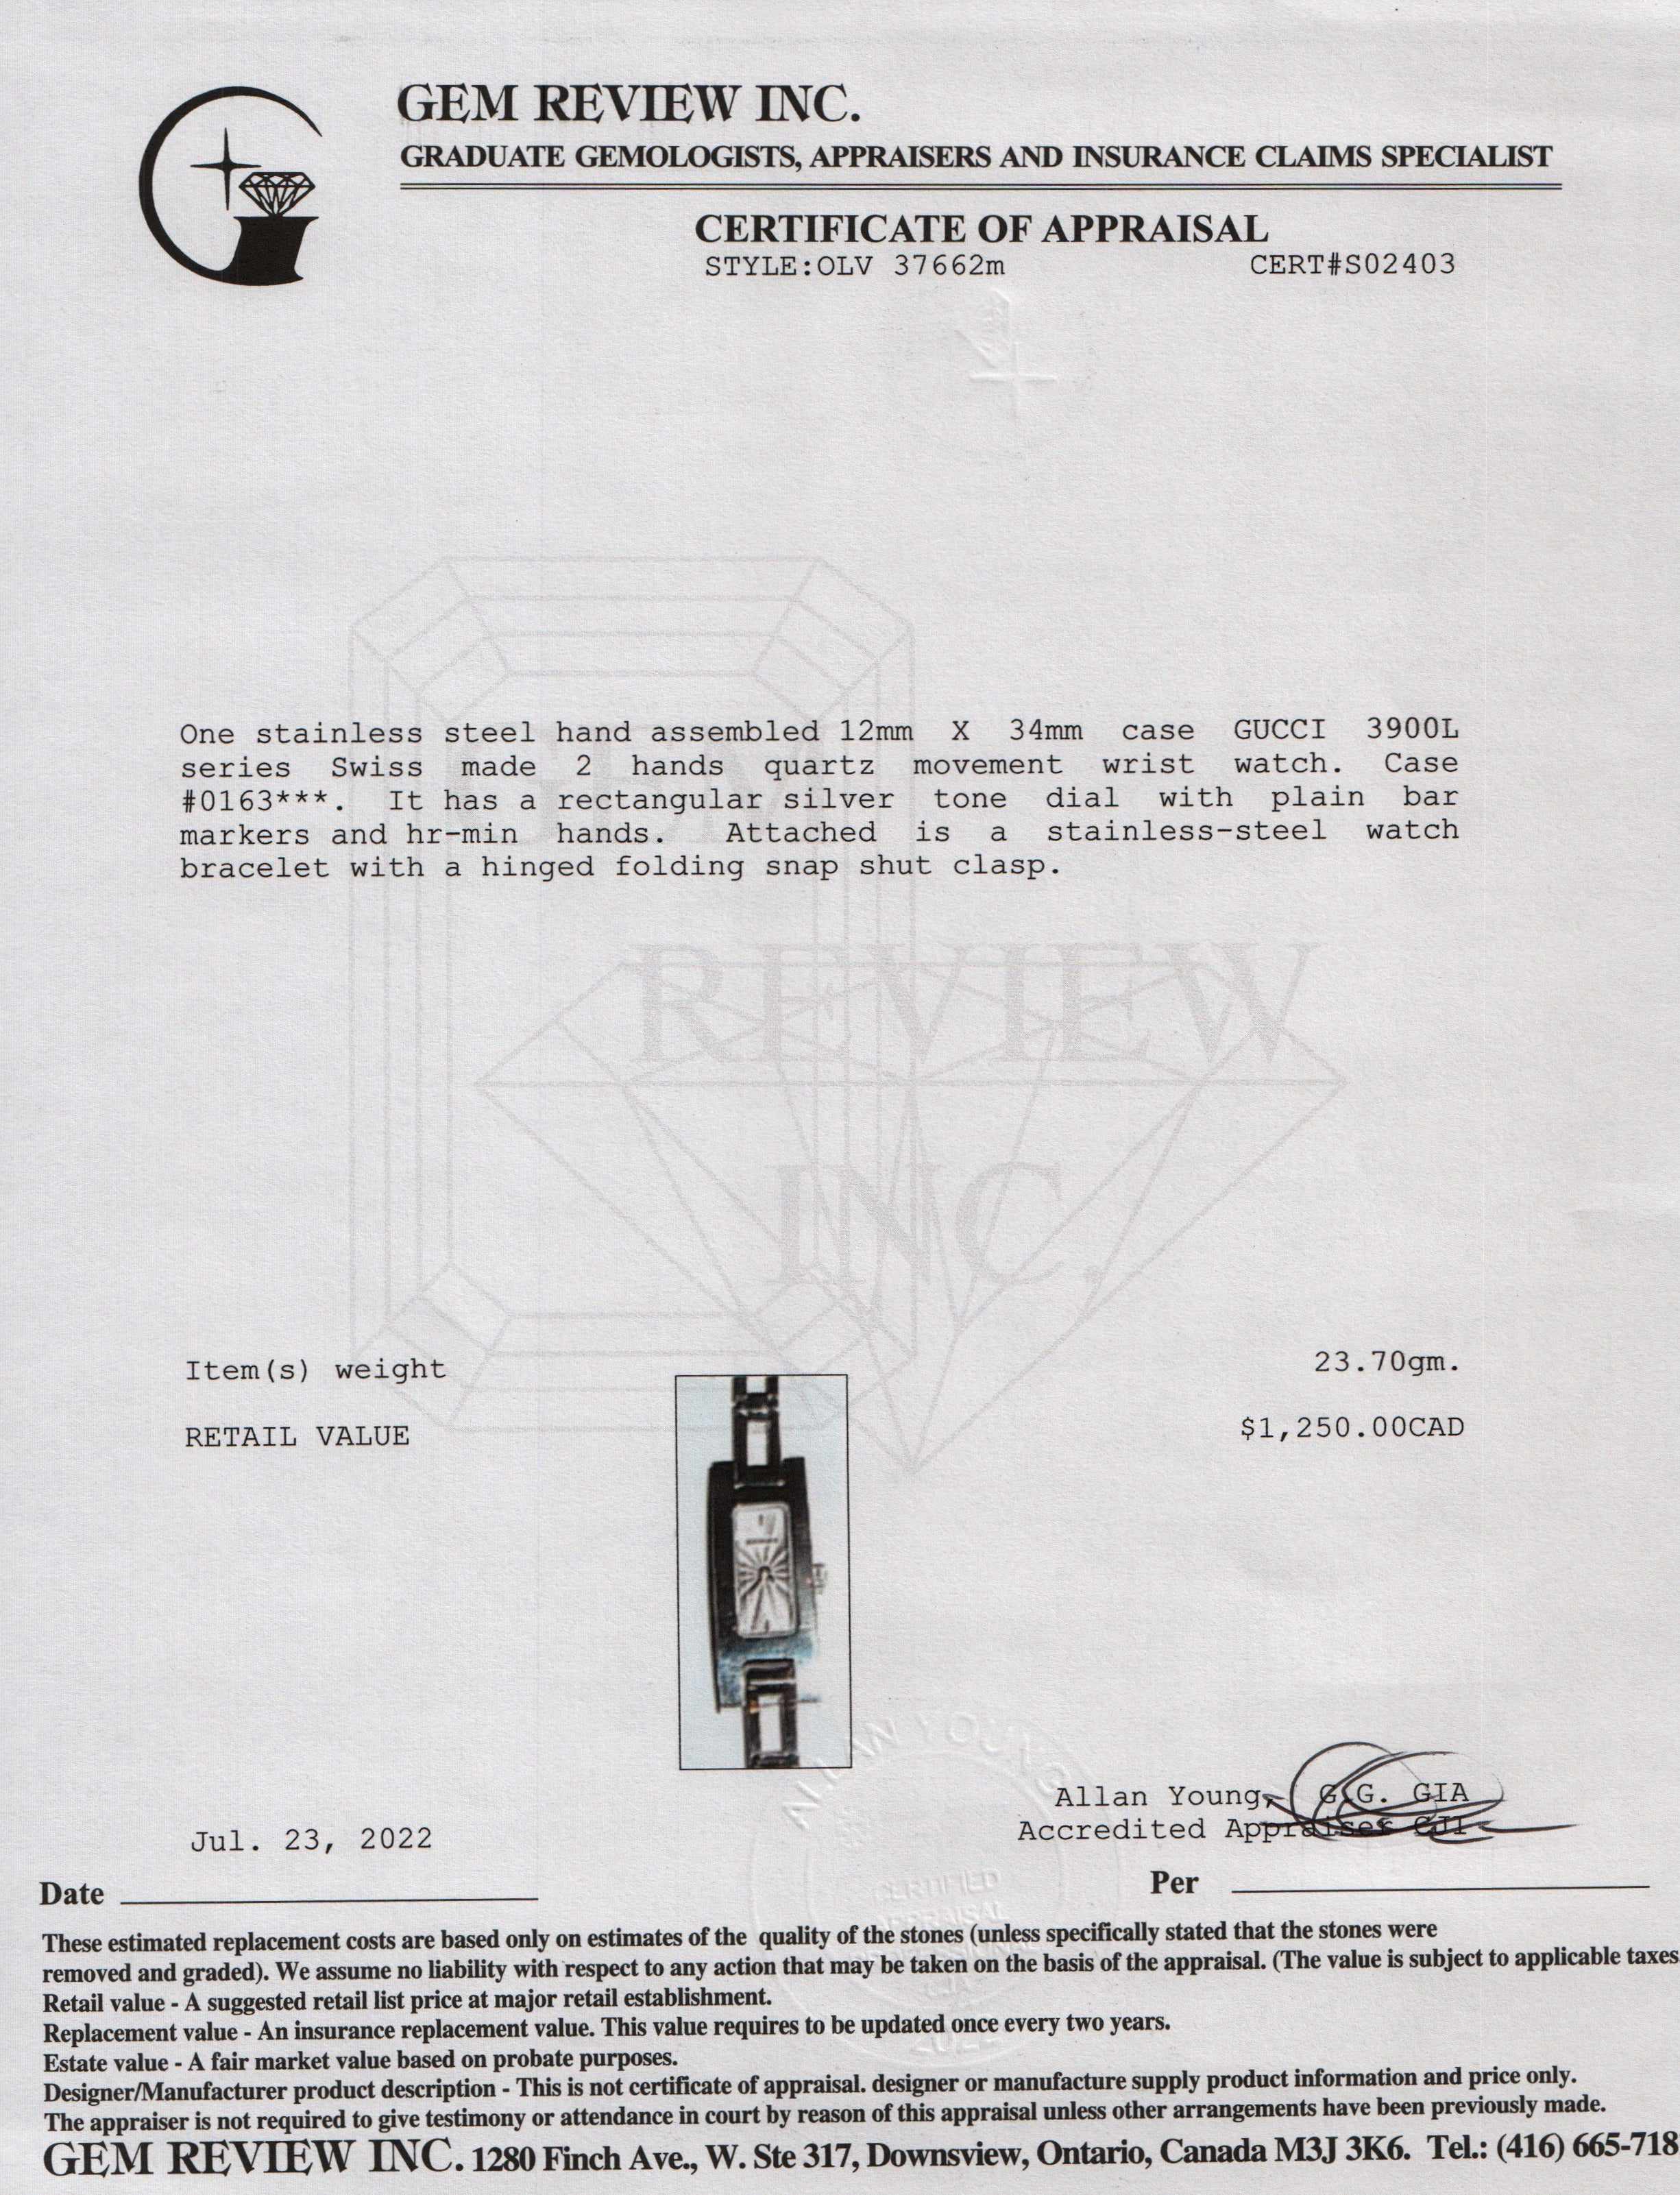 GEM REVIEW INC.
GRADUATE GEMOLOGISTS, APPRAISERS AND INSURANCE CLAIMS SPECIALIST
CERTIFICATE OF APPRAISAL
STYLE:OLV 37662m CERT#S02403
One stainless steel hand assembled 12mm X 34mm case GUCCI 3900L
series Swiss made 2 hands quartz movement wrist watch. Case
#0163***. It has a rectangular silver tone dial with plain bar
markers and hr-min hands. Attached is a stainless-steel watch
bracelet with a hinged folding snap shut clasp.
REVIEW
INC.
Item(s) weight 23.70gm.
RETAIL VALUE $1,250.00CAD
ALLAN YOUNG
CERTIFIED
APPRAISAL
PROFESSIONAL
Allan Young, G.G. GIA
Accredited Appraiser CJI
Jul. 23, 2022
Date
Per
These estimated replacement costs are based only on estimates of the quality of the stones (unless specifically stated that the stones were
removed and graded). We assume no liability with respect to any action that may be taken on the basis of the appraisal. (The value is subject to applicable taxes
Retail value - A suggested retail list price at major retail establishment.
Replacement value - An insurance replacement value. This value requires to be updated once every two years.
Estate value - A fair market value based on probate purposes.
Designer/Manufacturer product description - This is not certificate of appraisal. designer or manufacture supply product information and price only.
The appraiser is not required to give testimony or attendance in court by reason of this appraisal unless other arrangements have been previously made.
GEM REVIEW INC. 1280 Finch Ave., W. Ste 317, Downsview, Ontario, Canada M3J 3K6. Tel.: (416) 665-718